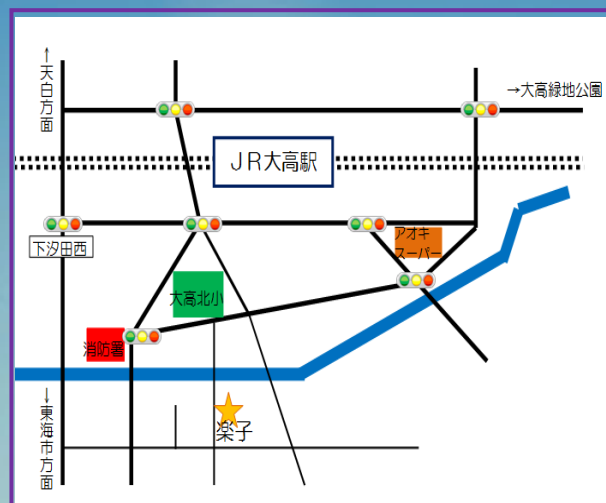 ↑天白方面
→大高緑地公園
JR大高駅
下汐田西
アオキ
スーパー
大高北小
消防署
楽子
↓東海市方面